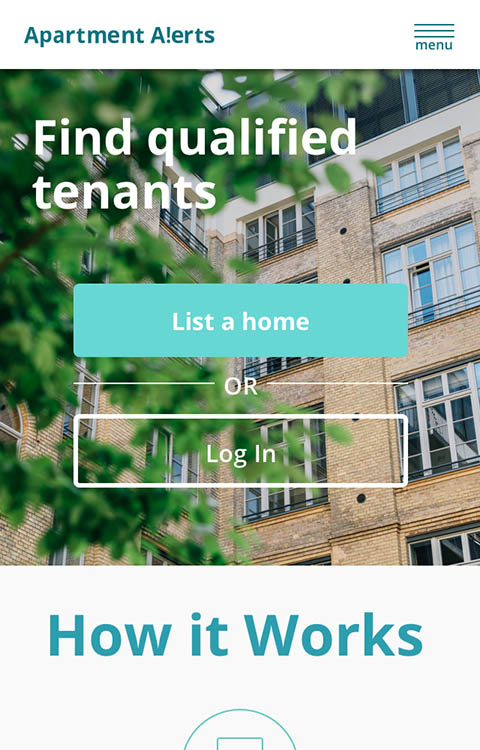 Apartment A!erts
menu
Find qualified
tenants
List a home
OR
Log In
How it Works